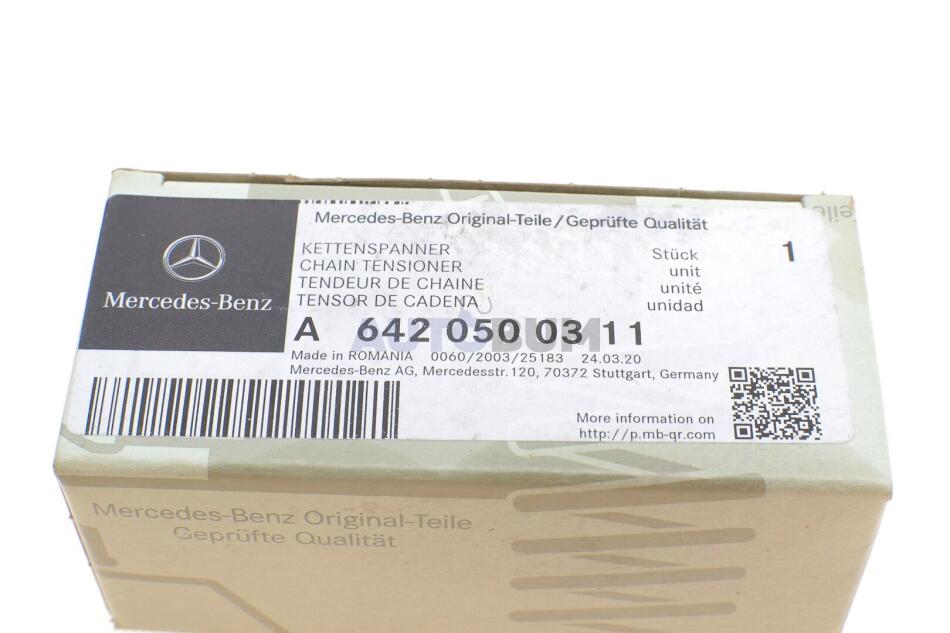 Mercedes-Benz Original-Teile/Geprüfte Qualität
KETTENSPANNER
CHAIN TENSIONER
TENDEUR DE CHAINE
TENSOR DE CADENA
Stück
unit
unité
unidad
1
Mercedes-Benz
A 642 050 03 11
AUTOBUM
Made in ROMANIA 0060/2003/25183 24.03.20
Mercedes-Benz AG, Mercedesstr.120, 70372 Stuttgart, Germany
More information on
http://p.mb-qr.com
Mercedes-Benz Original-Teile
Geprüfte Qualität